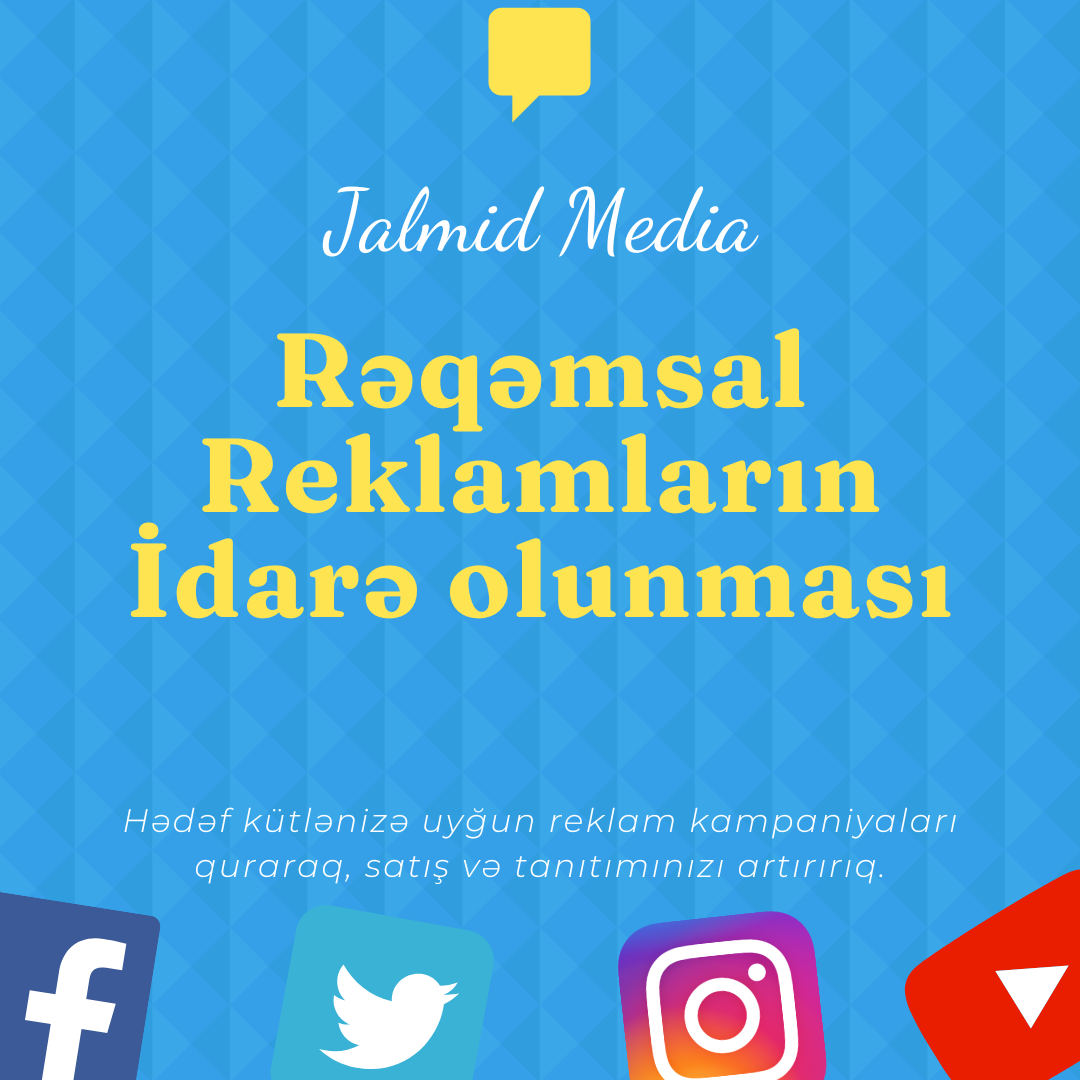 Jalmid Media
Rəqəmsal
Reklamların
İdarə olunması
Hədəf kütlənizə uyğun reklam kampaniyaları
quraraq, satış və tanıtımınızı artırırıq.